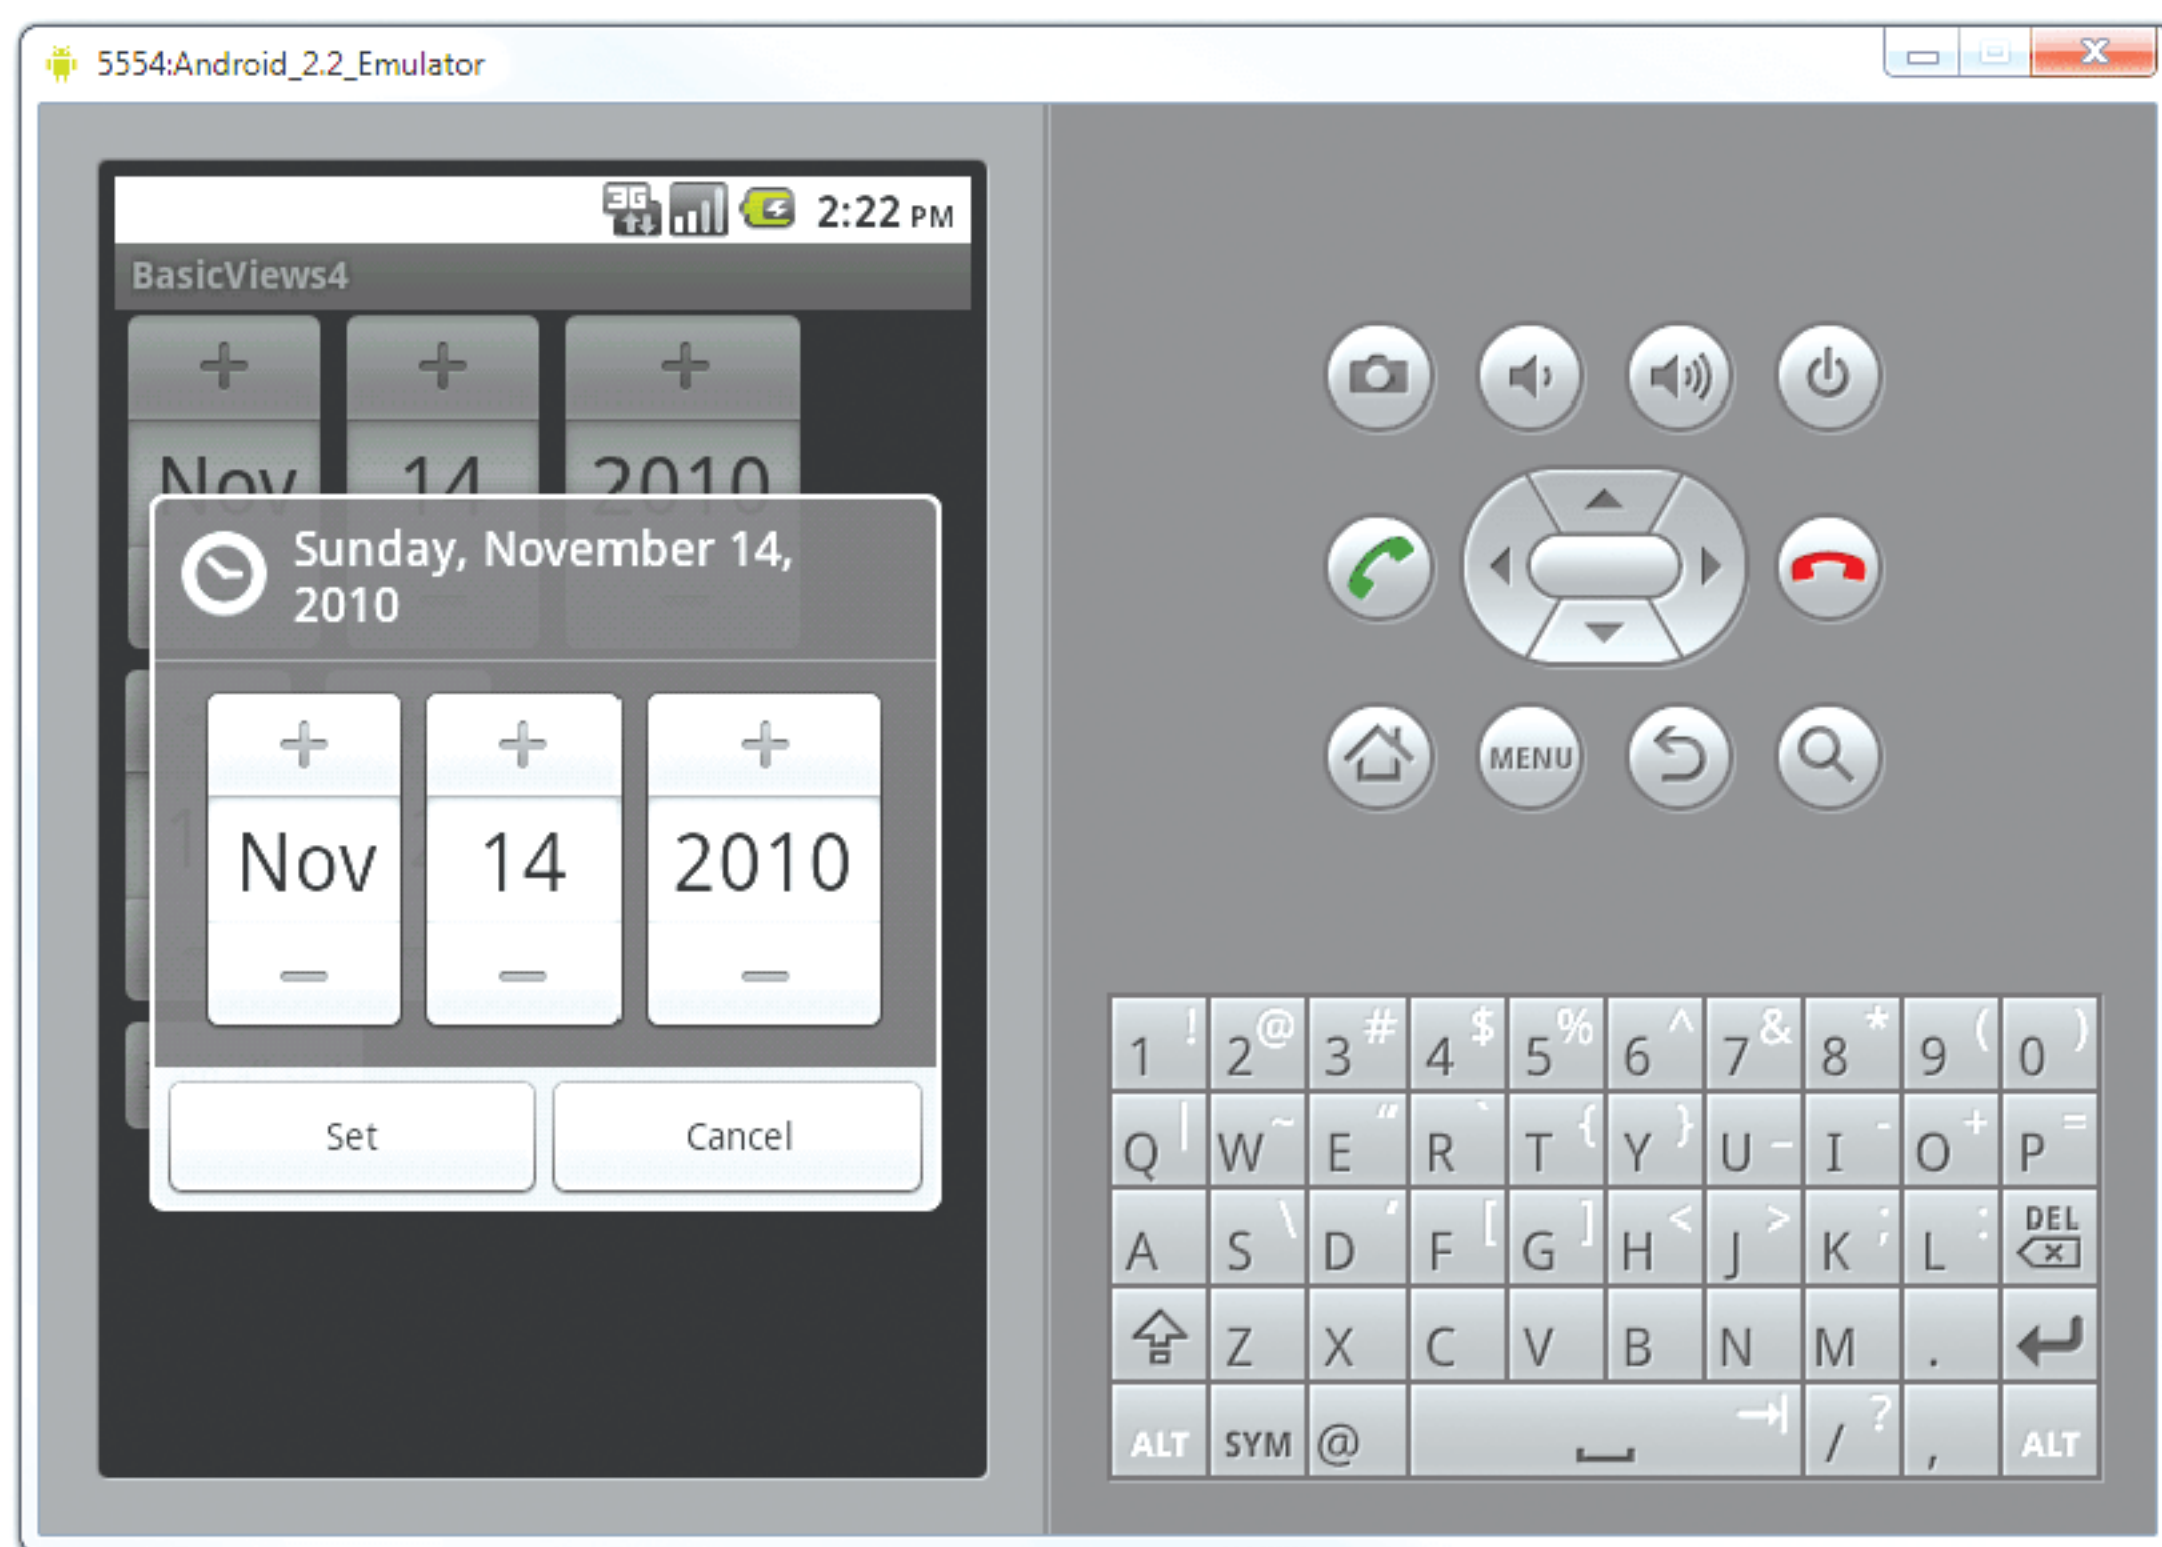 5554:Android_2.2_Emulator
3G 2:22 PM
BasicViews4
+ + +
Nov 14 2010
Sunday, November 14,
2010
+ + +
Nov 14 2010
− − −
Set Cancel
MENU
1 ! 2 @ 3 # 4 $ 5 % 6 ^ 7 & 8 * 9 ( 0 )
Q | W ~ E " R ` T { Y } U _ I - O + P =
A S \ D ' F [ G ] H < J > K ; L : DEL
Z X C V B N M .
ALT SYM @ / ? , ALT